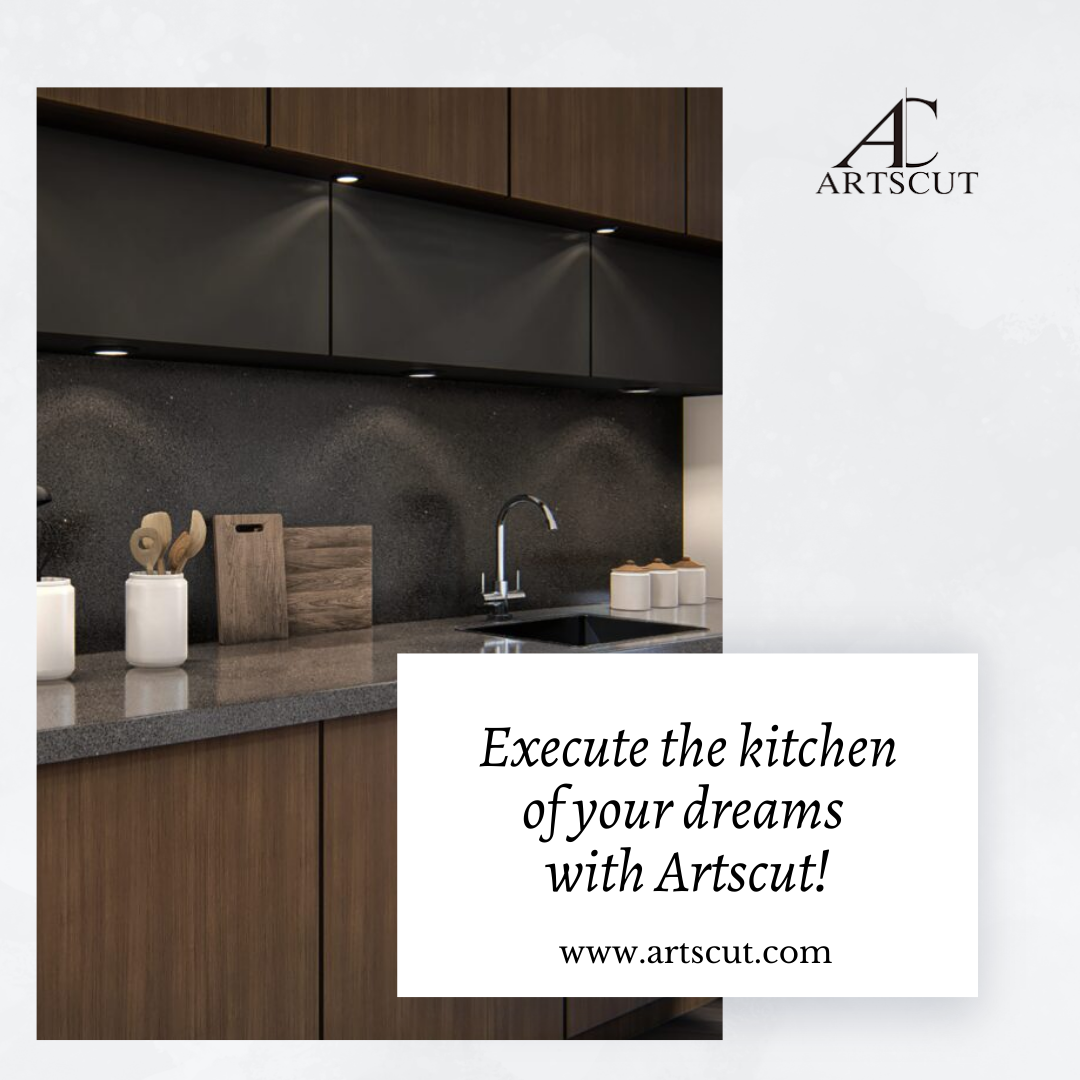 AC
ARTSCUT
Execute the kitchen
of your dreams
with Artscut!
www.artscut.com